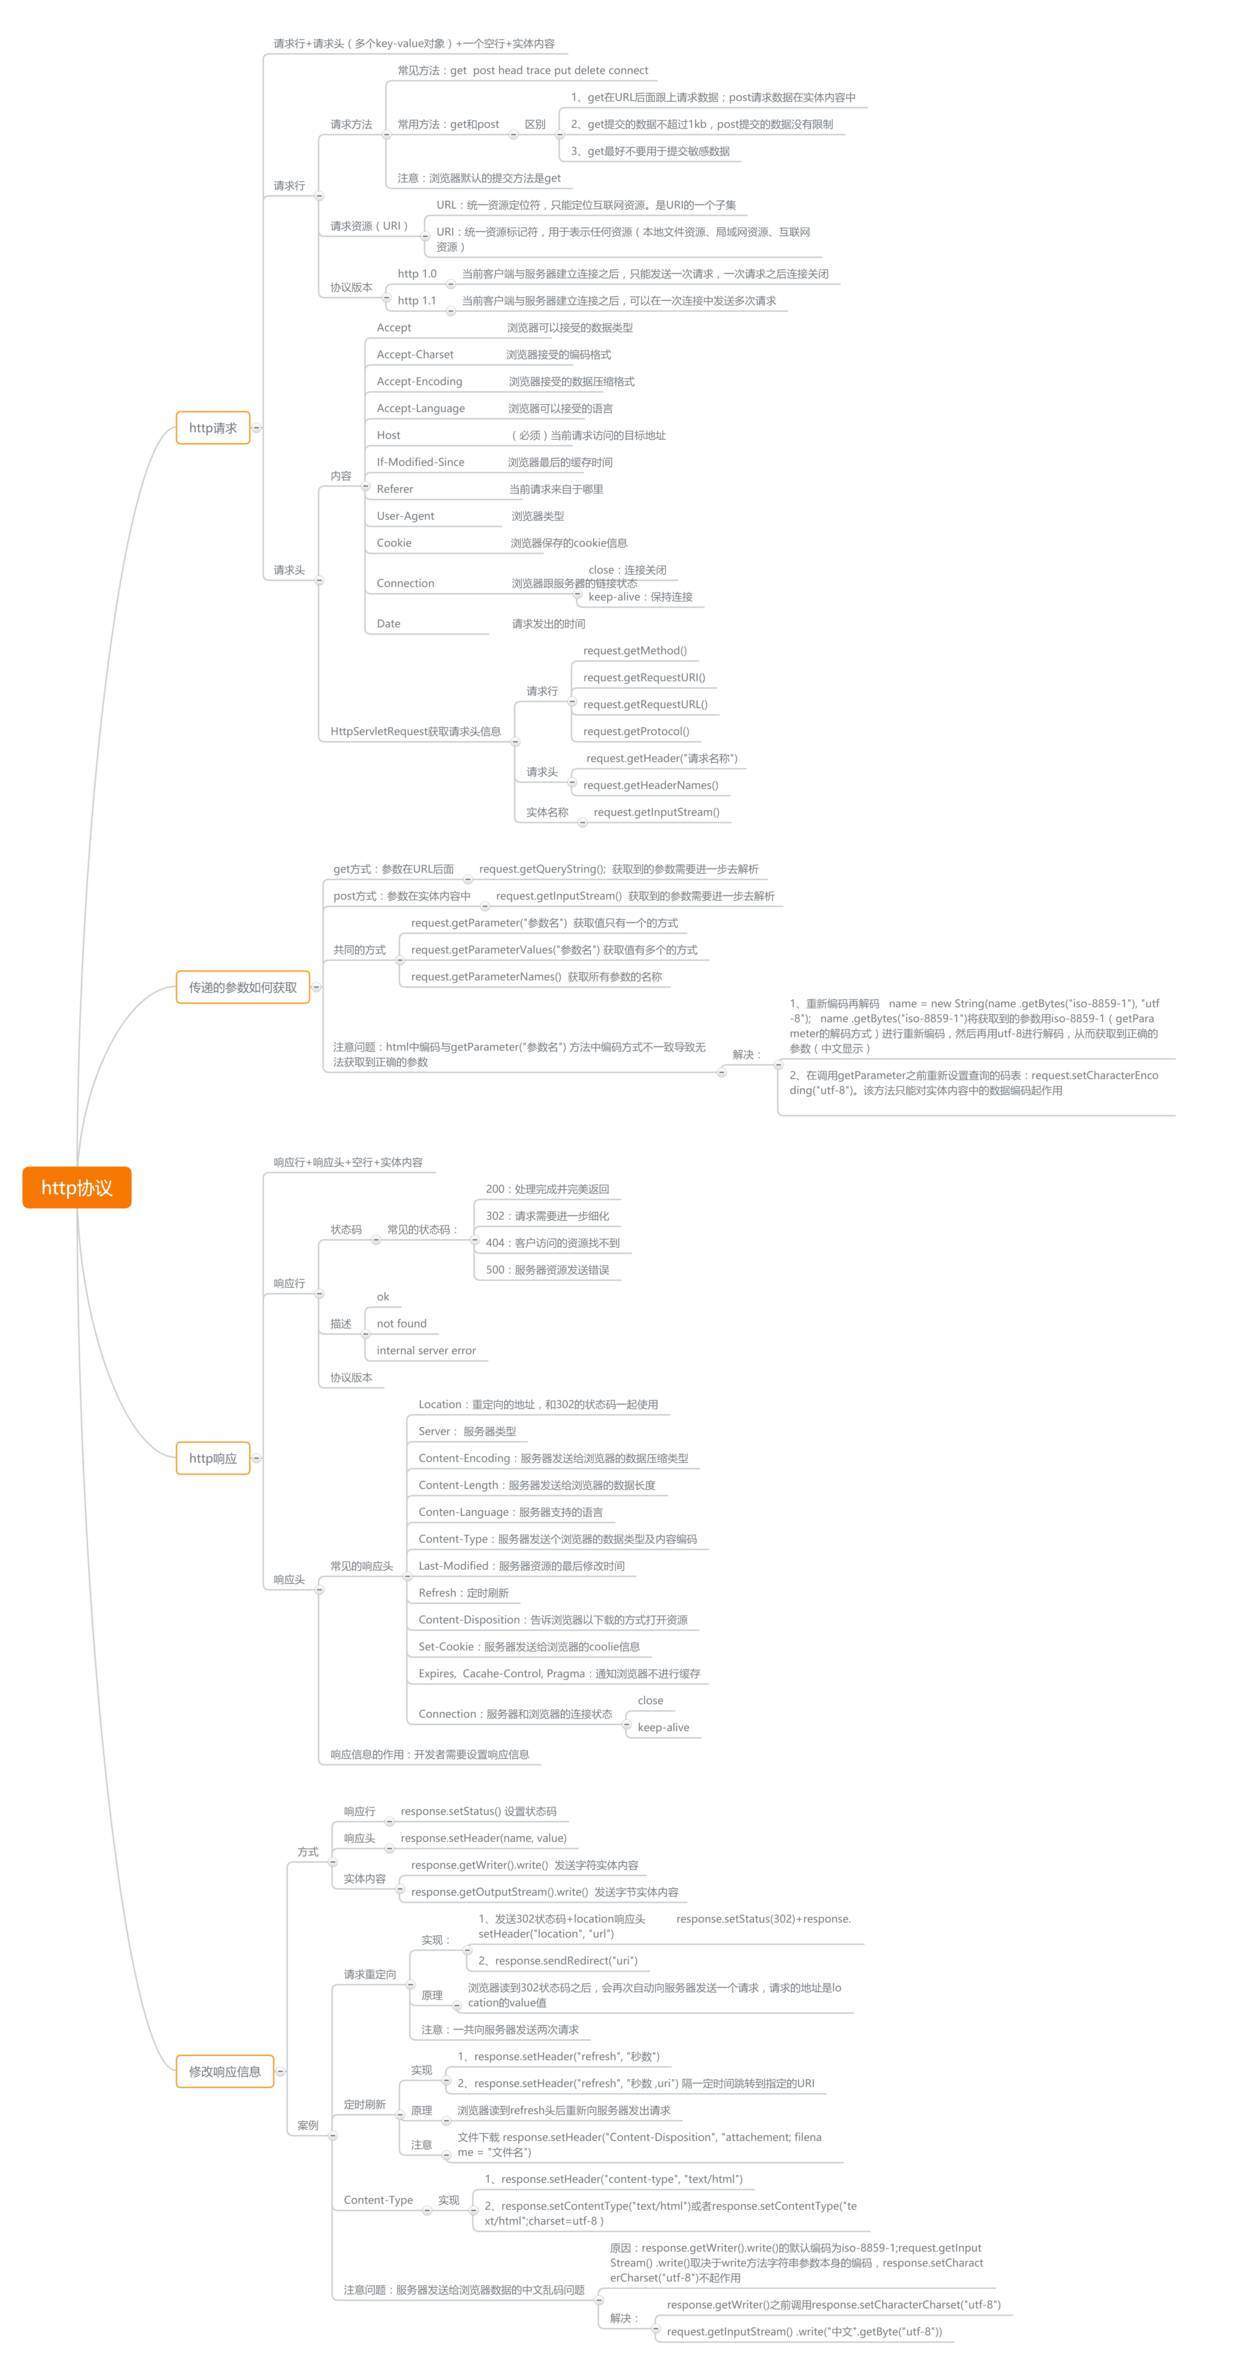 http协议
http请求
请求行+请求头（多个key-value对象）+一个空行+实体内容
请求行
请求方法
常见方法：get  post head trace put delete connect
常用方法：get和post
区别
1、get在URL后面跟上请求数据；post请求数据在实体内容中
2、get提交的数据不超过1kb，post提交的数据没有限制
3、get最好不要用于提交敏感数据
注意：浏览器默认的提交方法是get
请求资源（URI）
URL：统一资源定位符，只能定位互联网资源。是URI的一个子集
URI：统一资源标记符，用于表示任何资源（本地文件资源、局域网资源、互联网
资源）
协议版本
http 1.0
当前客户端与服务器建立连接之后，只能发送一次请求，一次请求之后连接关闭
http 1.1
当前客户端与服务器建立连接之后，可以在一次连接中发送多次请求
请求头
内容
Accept 浏览器可以接受的数据类型
Accept-Charset 浏览器接受的编码格式
Accept-Encoding 浏览器接受的数据压缩格式
Accept-Language 浏览器可以接受的语言
Host （必须）当前请求访问的目标地址
If-Modified-Since 浏览器最后的缓存时间
Referer 当前请求来自于哪里
User-Agent 浏览器类型
Cookie 浏览器保存的cookie信息
Connection 浏览器跟服务器的链接状态
close：连接关闭
keep-alive：保持连接
Date 请求发出的时间
HttpServletRequest获取请求头信息
请求行
request.getMethod()
request.getRequestURI()
request.getRequestURL()
request.getProtocol()
请求头
request.getHeader("请求名称")
request.getHeaderNames()
实体名称
request.getInputStream()
传递的参数如何获取
get方式：参数在URL后面
request.getQueryString();  获取到的参数需要进一步去解析
post方式：参数在实体内容中
request.getInputStream()  获取到的参数需要进一步去解析
共同的方式
request.getParameter("参数名")  获取值只有一个的方式
request.getParameterValues("参数名") 获取值有多个的方式
request.getParameterNames()  获取所有参数的名称
注意问题：html中编码与getParameter("参数名") 方法中编码方式不一致导致无
法获取到正确的参数
解决：
1、重新编码再解码   name = new String(name .getBytes("iso-8859-1"), "utf
-8");   name .getBytes("iso-8859-1")将获取到的参数用iso-8859-1（getPara
meter的解码方式）进行重新编码，然后再用utf-8进行解码，从而获取到正确的
参数（中文显示）
2、在调用getParameter之前重新设置查询的码表：request.setCharacterEnco
ding("utf-8")。该方法只能对实体内容中的数据编码起作用
http响应
响应行+响应头+空行+实体内容
响应行
状态码
常见的状态码：
200：处理完成并完美返回
302：请求需要进一步细化
404：客户访问的资源找不到
500：服务器资源发送错误
描述
ok
not found
internal server error
协议版本
响应头
常见的响应头
Location：重定向的地址，和302的状态码一起使用
Server： 服务器类型
Content-Encoding：服务器发送给浏览器的数据压缩类型
Content-Length：服务器发送给浏览器的数据长度
Conten-Language：服务器支持的语言
Content-Type：服务器发送个浏览器的数据类型及内容编码
Last-Modified：服务器资源的最后修改时间
Refresh：定时刷新
Content-Disposition：告诉浏览器以下载的方式打开资源
Set-Cookie：服务器发送给浏览器的coolie信息
Expires,  Cacahe-Control, Pragma：通知浏览器不进行缓存
Connection：服务器和浏览器的连接状态
close
keep-alive
响应信息的作用：开发者需要设置响应信息
修改响应信息
方式
响应行
response.setStatus() 设置状态码
响应头
response.setHeader(name, value)
实体内容
response.getWriter().write()  发送字符实体内容
response.getOutputStream().write()  发送字节实体内容
案例
请求重定向
实现：
1、发送302状态码+location响应头 response.setStatus(302)+response.
setHeader("location", "url")
2、response.sendRedirect("uri")
原理
浏览器读到302状态码之后，会再次自动向服务器发送一个请求，请求的地址是lo
cation的value值
注意：一共向服务器发送两次请求
定时刷新
实现
1、response.setHeader("refresh", "秒数")
2、response.setHeader("refresh", "秒数 ,uri") 隔一定时间跳转到指定的URI
原理
浏览器读到refresh头后重新向服务器发出请求
注意
文件下载 response.setHeader("Content-Disposition", "attachement; filena
me = "文件名")
Content-Type
实现
1、response.setHeader("content-type", "text/html")
2、response.setContentType("text/html")或者response.setContentType("te
xt/html";charset=utf-8 )
注意问题：服务器发送给浏览器数据的中文乱码问题
原因：response.getWriter().write()的默认编码为iso-8859-1;request.getInput
Stream() .write()取决于write方法字符串参数本身的编码，response.setCharact
erCharset("utf-8")不起作用
解决：
response.getWriter()之前调用response.setCharacterCharset("utf-8")
request.getInputStream() .write("中文".getByte("utf-8"))